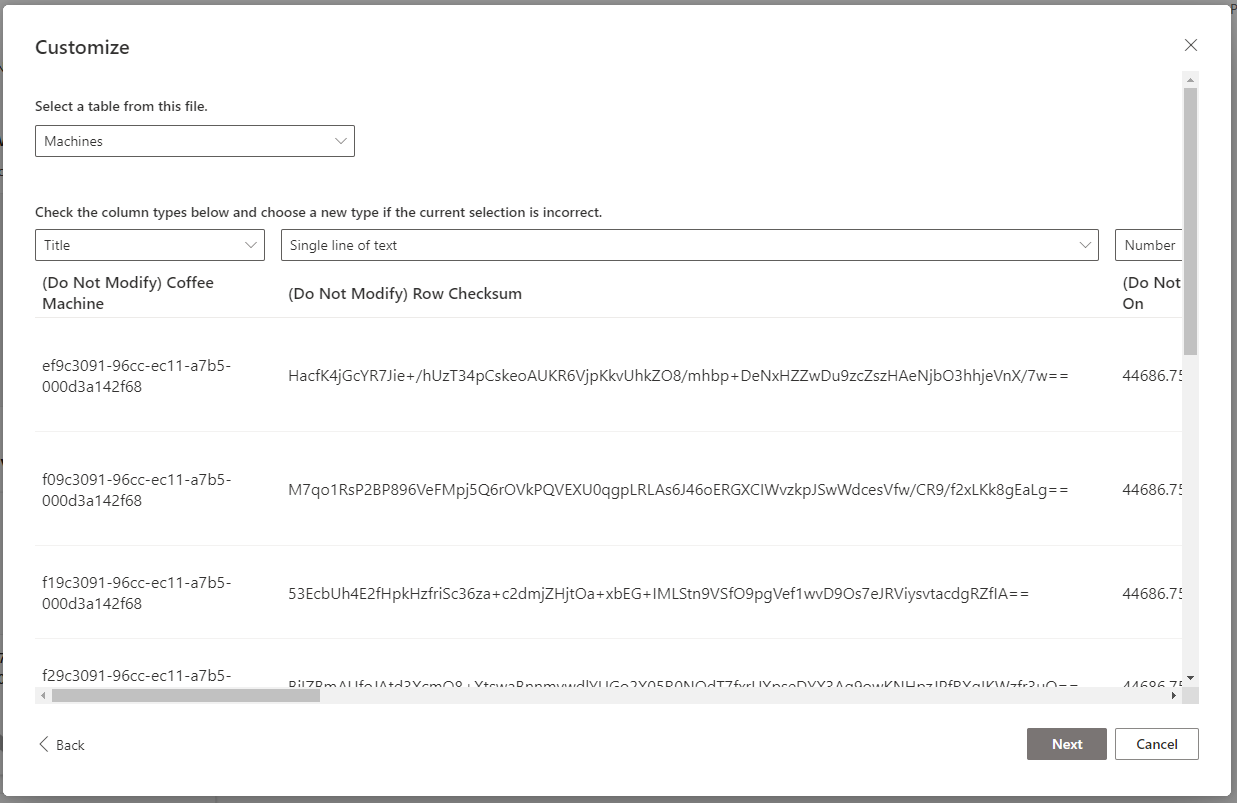 Customize
Select a table from this file.
Machines
Check the column types below and choose a new type if the current selection is incorrect.
Title
Single line of text
Number
(Do Not Modify) Coffee
Machine
(Do Not Modify) Row Checksum
(Do Not
On
ef9c3091-96cc-ec11-a7b5-
000d3a142f68
HacfK4jGcYR7Jie+/hUzT34pCskeoAUKR6VjpKkvUhkZO8/mhbp+DeNxHZZwDu9zcZszHAeNjbO3hhjeVnX/7w==
44686.75
f09c3091-96cc-ec11-a7b5-
000d3a142f68
M7qo1RsP2BP896VeFMpj5Q6rOVkPQVEXU0qgpLRLAs6J46oERGXCIWvzkpJSwWdcesVfw/CR9/f2xLKk8gEaLg==
44686.75
f19c3091-96cc-ec11-a7b5-
000d3a142f68
53EcbUh4E2fHpkHzfriSc36za+c2dmjZHjtOa+xbEG+IMLStn9VSfO9pgVef1wvD9Os7eJRViysvtacdgRZfIA==
44686.75
f29c3091-96cc-ec11-a7b5-
44686.75
Back
Next
Cancel